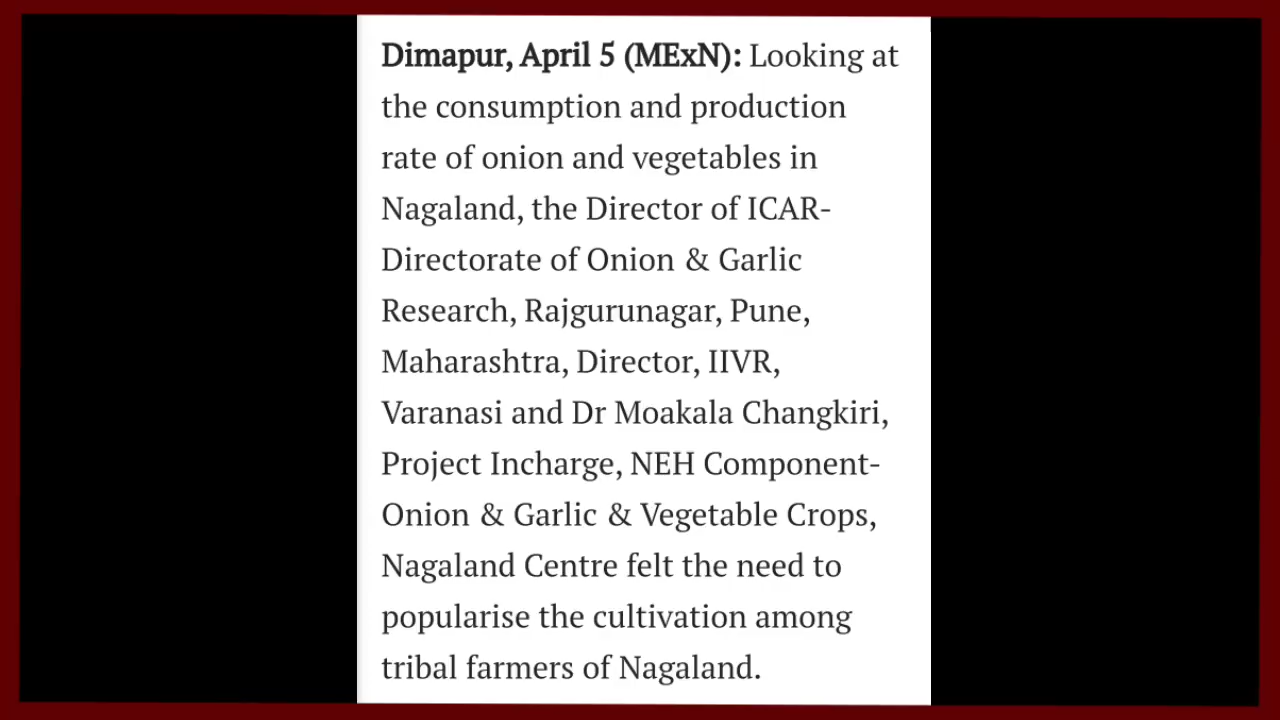 Dimapur, April 5 (MExN): Looking at
the consumption and production
rate of onion and vegetables in
Nagaland, the Director of ICAR-
Directorate of Onion & Garlic
Research, Rajgurunagar, Pune,
Maharashtra, Director, IIVR,
Varanasi and Dr Moakala Changkiri,
Project Incharge, NEH Component-
Onion & Garlic & Vegetable Crops,
Nagaland Centre felt the need to
popularise the cultivation among
tribal farmers of Nagaland.